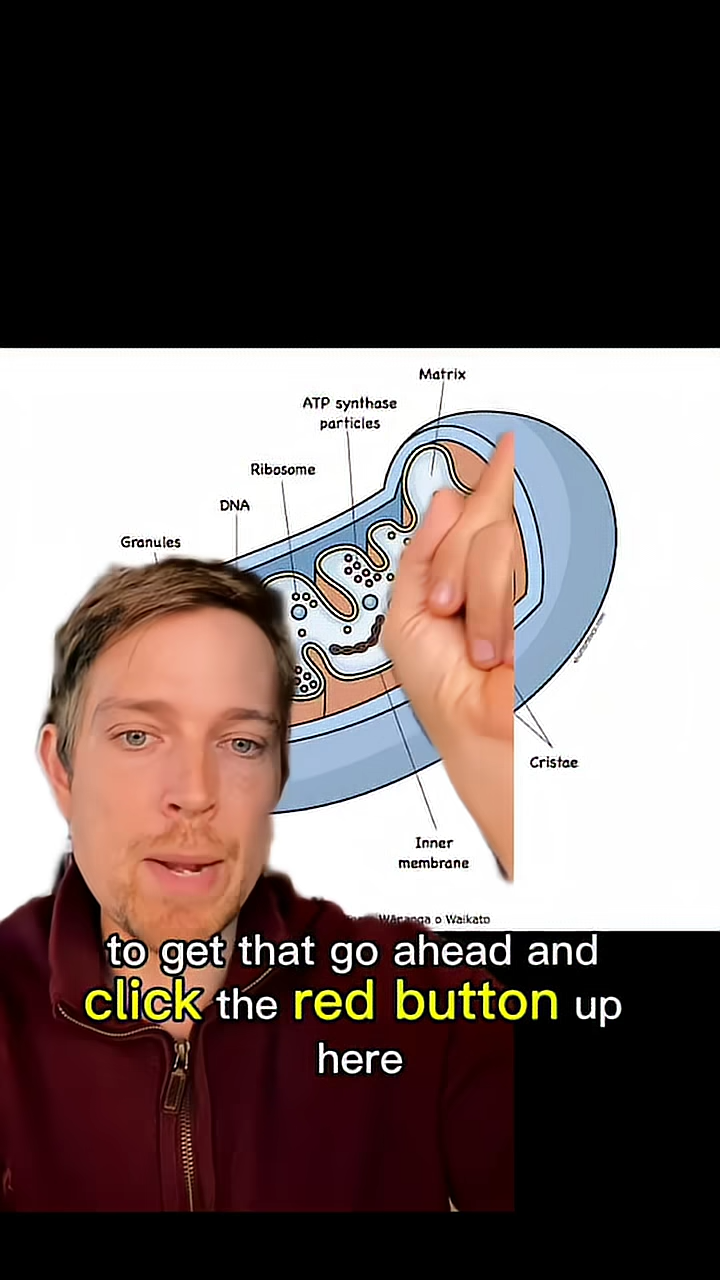 Matrix
ATP synthase
particles
Ribosome
DNA
Granules
Cristae
Inner
membrane
Wānanga o Waikato
to get that go ahead and
click the red button up
here